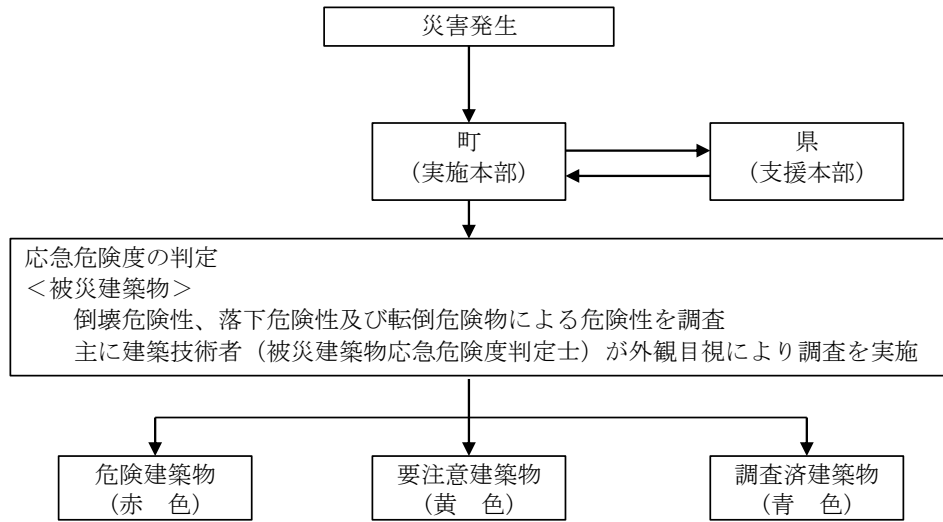 災害発生
町
（実施本部）
県
（支援本部）
応急危険度の判定
＜被災建築物＞
倒壊危険性、落下危険性及び転倒危険物による危険性を調査
主に建築技術者（被災建築物応急危険度判定士）が外観目視により調査を実施
危険建築物
（赤　色）
要注意建築物
（黄　色）
調査済建築物
（青　色）